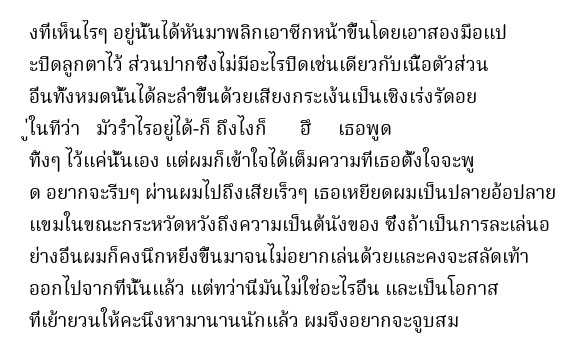 งที่เห็นไรๆ อยู่นั้นได้หันมาพลิกเอาซีกหน้าขึ้นโดยเอาสองมือแป
ะปิดลูกตาไว้ ส่วนปากซึ่งไม่มีอะไรปิดเช่นเดียวกับเนื้อตัวส่วน
อื่นทั้งหมดนั้นได้ละล่ำขึ้นด้วยเสียงกระเง้นเป็นเชิงเร่งรัดอย
ู่ในทีว่า   มัวร่ำไรอยู่ได้-ก็ ถึงไงก็      ฮึ     เธอพูด
ทิ้งๆ ไว้แค่นั้นเอง แต่ผมก็เข้าใจได้เต็มความที่เธอตั้งใจจะพู
ด อยากจะรีบๆ ผ่านผมไปถึงเสียเร็วๆ เธอเหยียดผมเป็นปลายอ้อปลาย
แขมในขณะกระหวัดหวังถึงความเป็นต้นังของ ซึ่งถ้าเป็นการละเล่นอ
ย่างอื่นผมก็คงนึกหยิ่งขึ้นมาจนไม่อยากเล่นด้วยและคงจะสลัดเท้า
ออกไปจากที่นั้นแล้ว แต่ทว่านี่มันไม่ใช่อะไรอื่น และเป็นโอกาส
ที่เย้ายวนให้คะนึงหามานานนักแล้ว ผมจึงอยากจะจูบสม